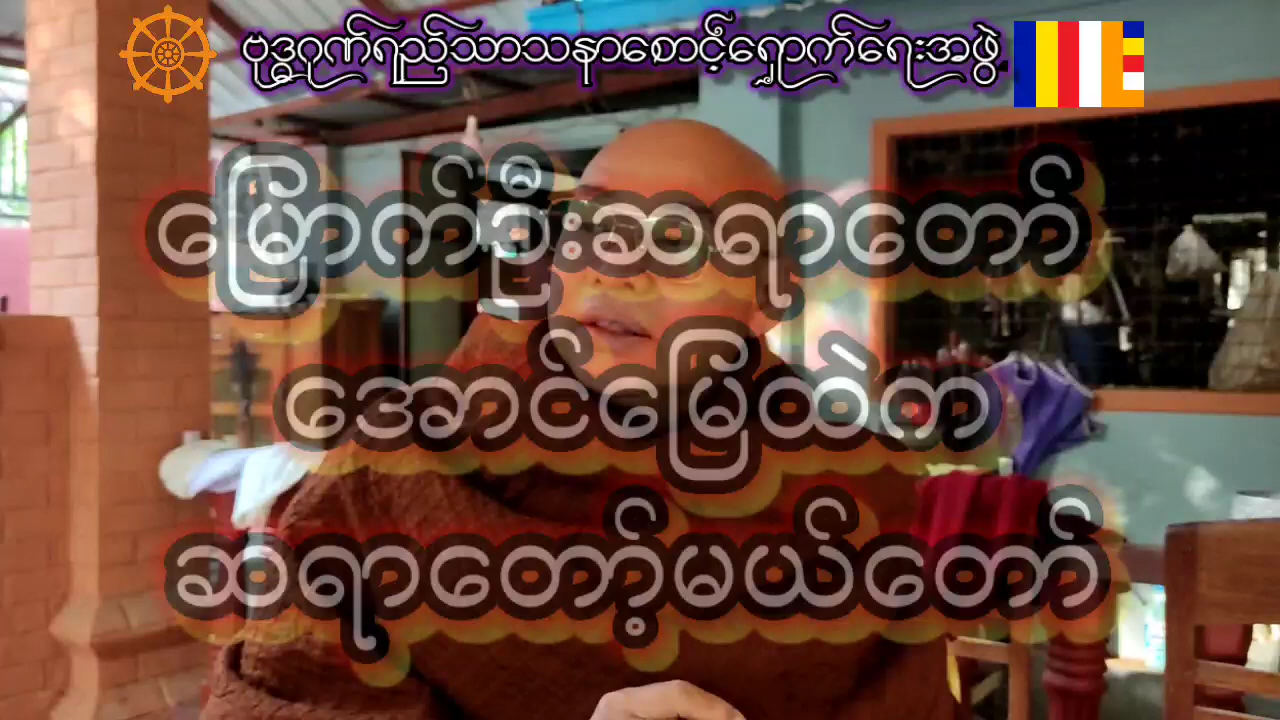 ဗုဒ္ဓဂုဏ်ရည်သာသနာစောင့်ရှောက်ရေးအဖွဲ့
မြောက်ဦးဆရာတော်
အောင်မြေထဲက
ဆရာတော့်မယ်တော်